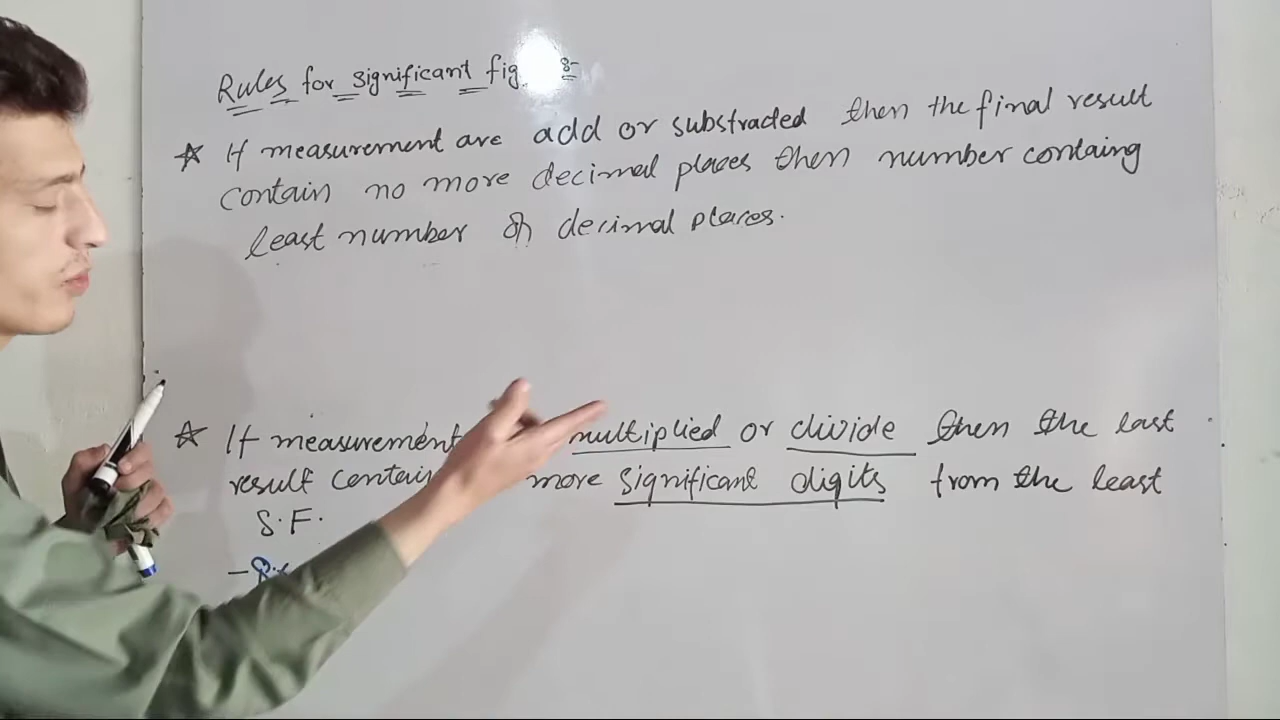 Rules for significant fig :-
☆ If measurement are add or substracted then the final result
contain no more decimal places then number containg
least number of decimal places.
☆ If measurement multiplied or divide then the last
result contain more significant digits from the least
S.F.